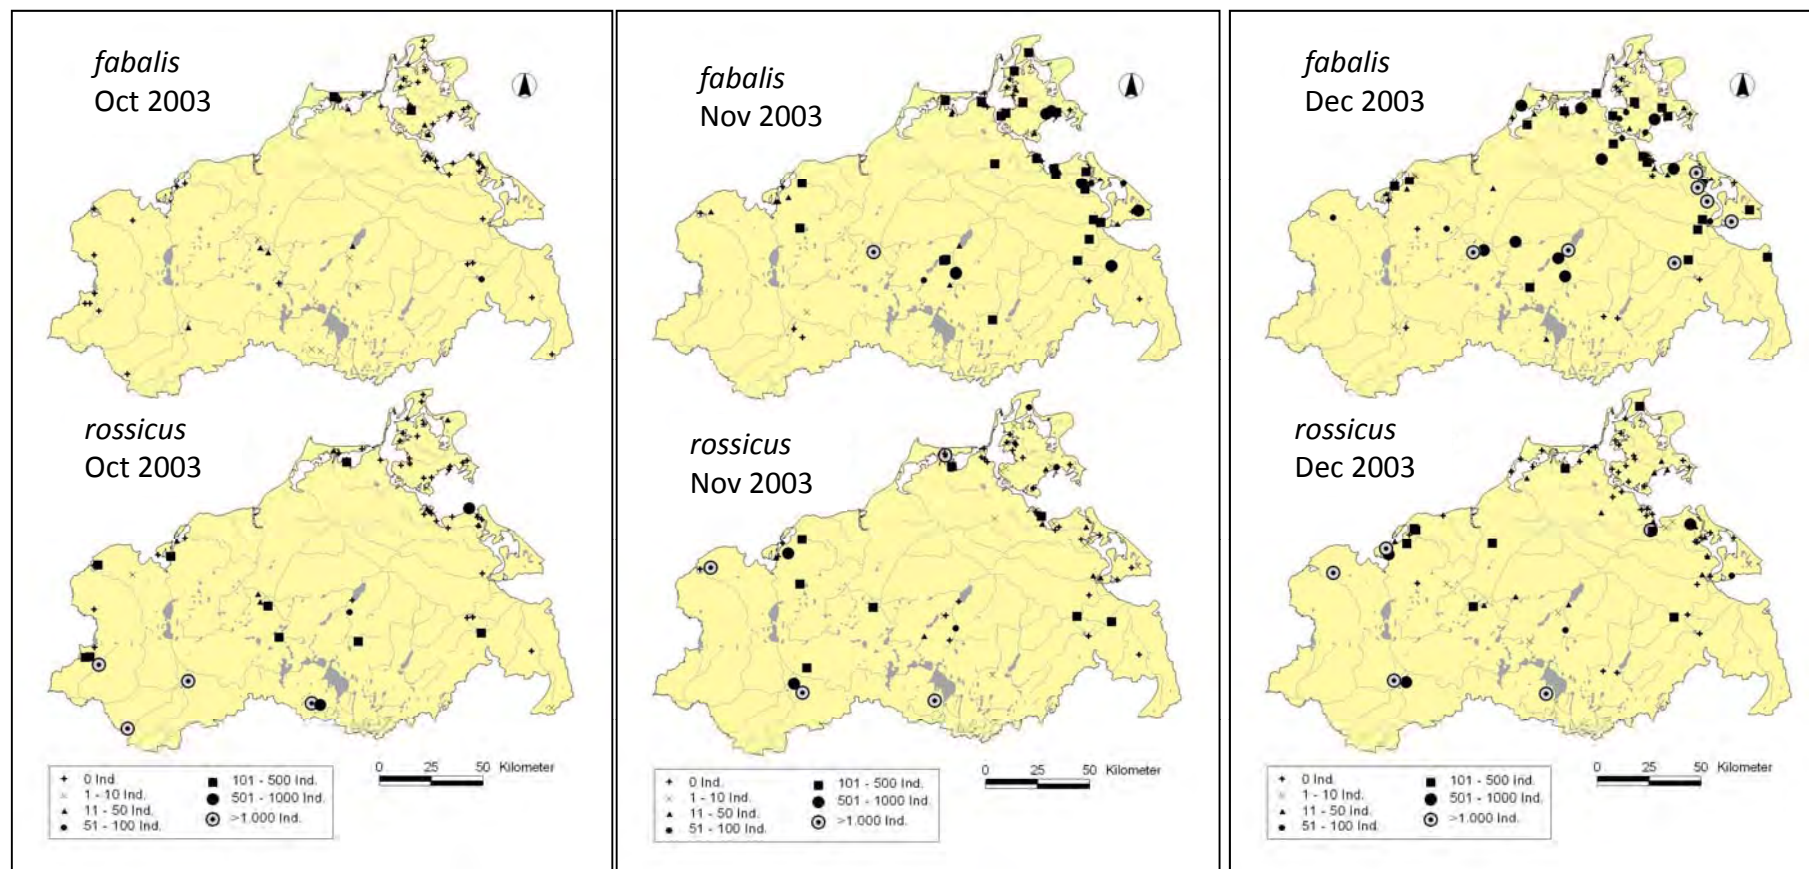 fabalis
Oct 2003
rossicus
Oct 2003
0 25 50 Kilometer
0 Ind.
1 - 10 Ind.
11 - 50 Ind.
51 - 100 Ind.
101 - 500 Ind.
501 - 1000 Ind.
>1.000 Ind.
fabalis
Nov 2003
rossicus
Nov 2003
0 25 50 Kilometer
0 Ind.
1 - 10 Ind.
11 - 50 Ind.
51 - 100 Ind.
101 - 500 Ind.
501 - 1000 Ind.
>1.000 Ind.
fabalis
Dec 2003
rossicus
Dec 2003
0 25 50 Kilometer
0 Ind.
1 - 10 Ind.
11 - 50 Ind.
51 - 100 Ind.
101 - 500 Ind.
501 - 1000 Ind.
>1.000 Ind.